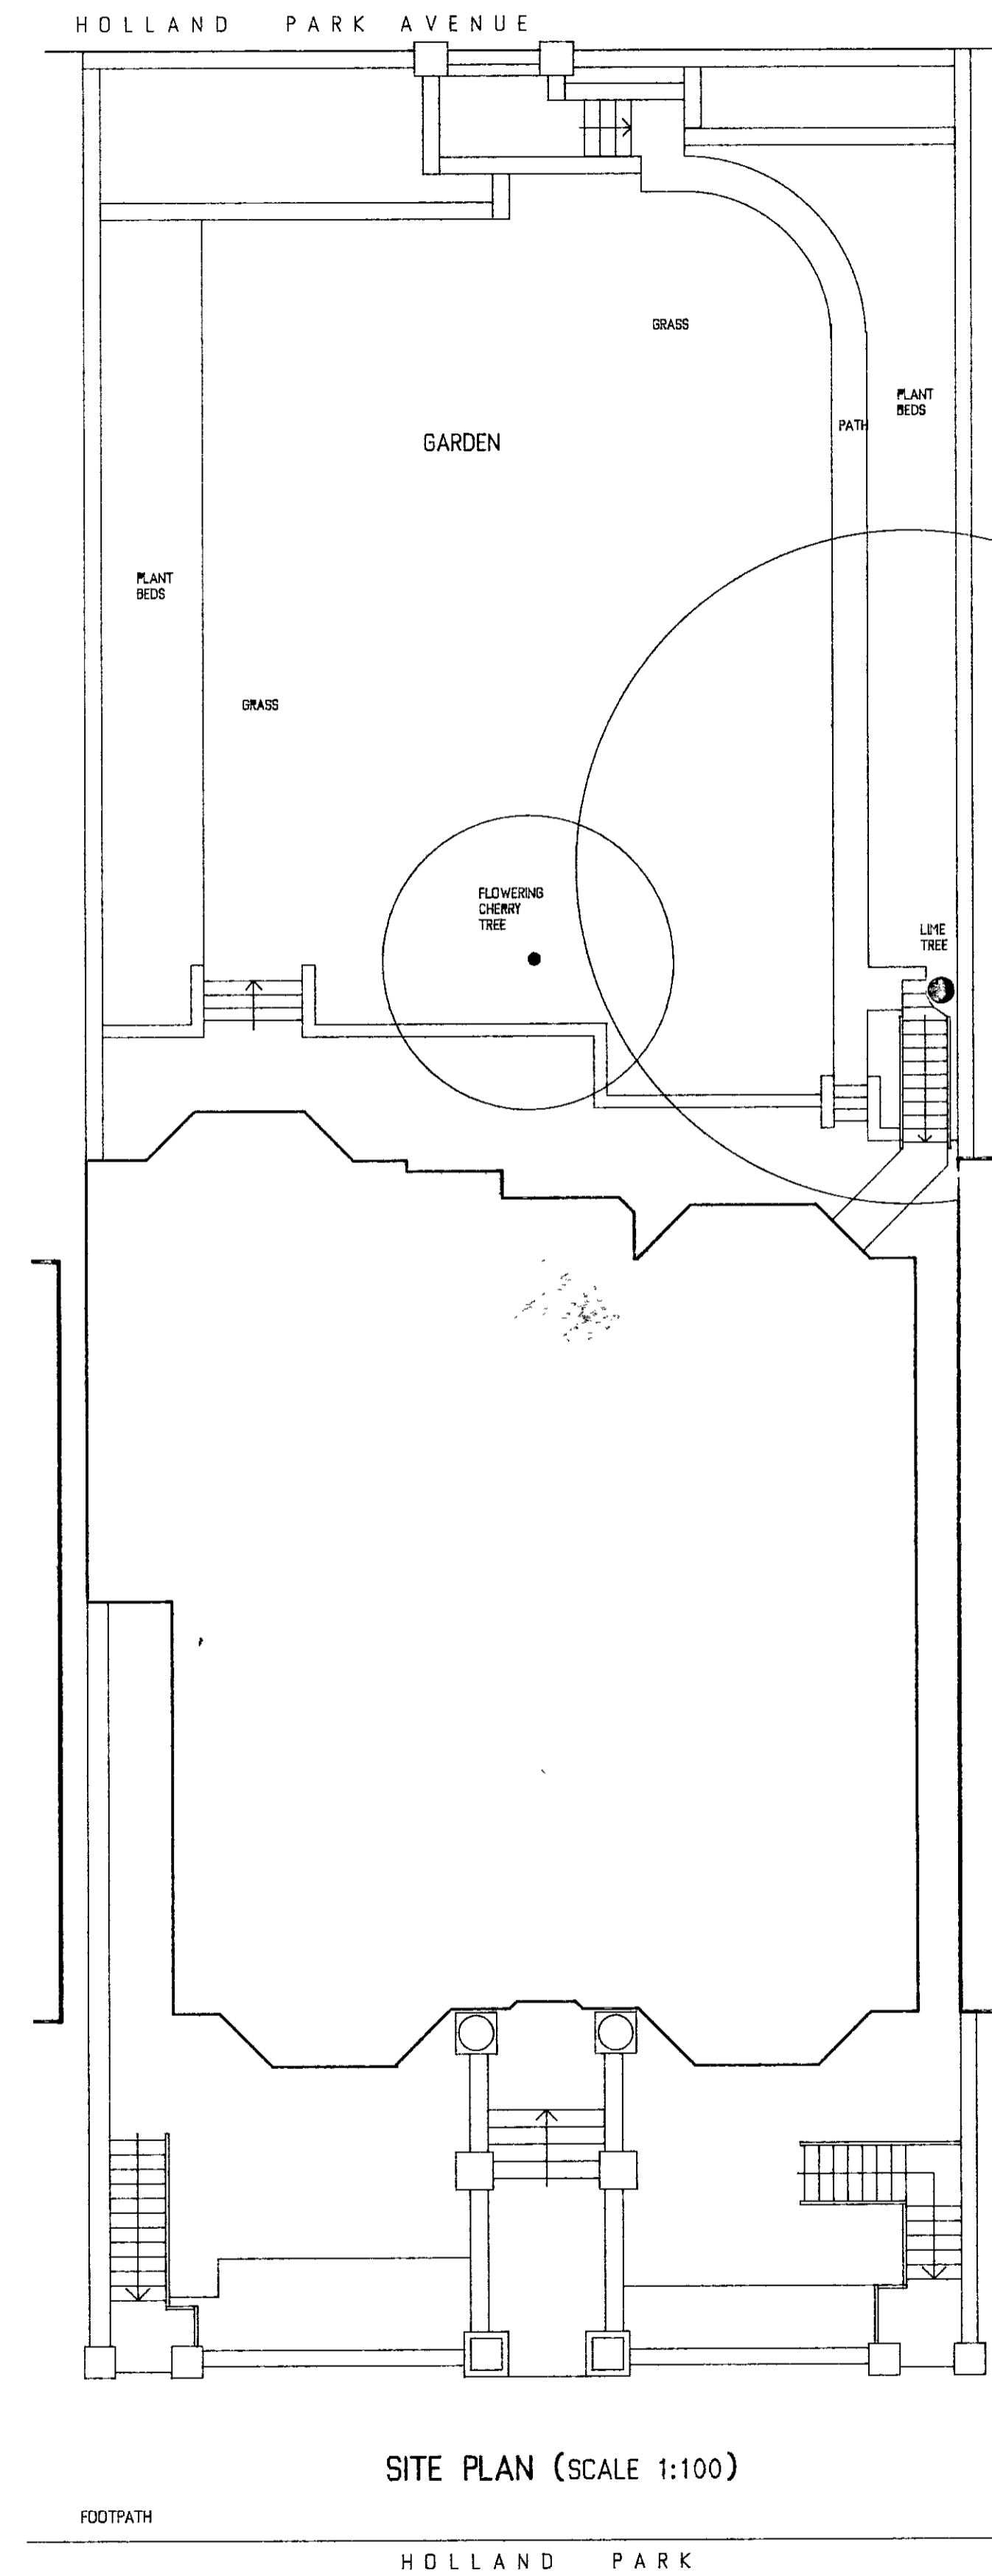 HOLLAND PARK AVENUE
GRASS
PLANT
BEDS
PATH
GARDEN
PLANT
BEDS
GRASS
FLOWERING
CHERRY
TREE
LIME
TREE
SITE PLAN (SCALE 1:100)
FOOTPATH
HOLLAND PARK